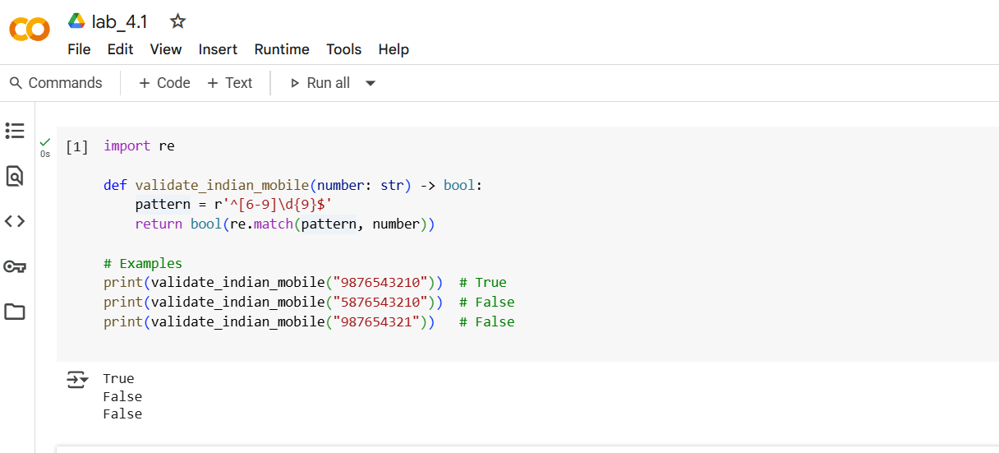 lab_4.1
File Edit View Insert Runtime Tools Help
Commands + Code + Text Run all
0s
[1] import re
def validate_indian_mobile(number: str) -> bool:
    pattern = r'^[6-9]\d{9}$'
    return bool(re.match(pattern, number))
# Examples
print(validate_indian_mobile("9876543210"))  # True
print(validate_indian_mobile("5876543210"))  # False
print(validate_indian_mobile("987654321"))   # False
True
False
False